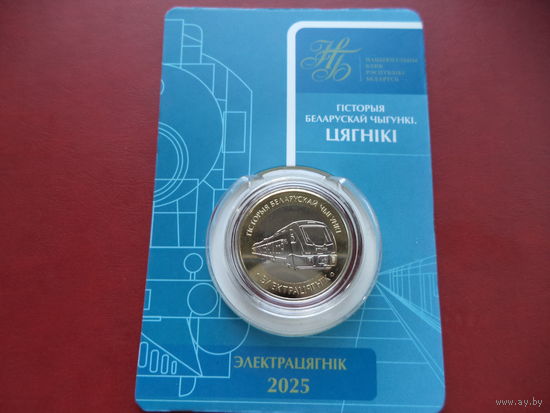 НБ
НАЦЫЯНАЛЬНЫ
БАНК
РЭСПУБЛІКІ
БЕЛАРУСЬ
ГІСТОРЫЯ
БЕЛАРУСКАЙ ЧЫГУНКІ.
ЦЯГНІКІ
ГІСТОРЫЯ БЕЛАРУСКАЙ ЧЫГУНКІ
ЭЛЕКТРАЦЯГНІК
ЭЛЕКТРАЦЯГНІК
2025
www.ay.by